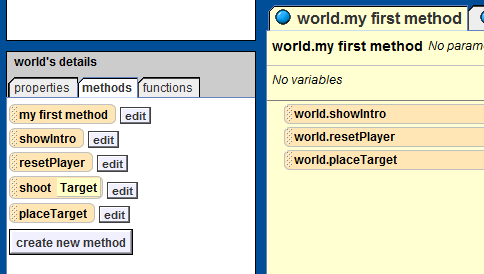 world's details
properties methods functions
my first method edit
showIntro edit
resetPlayer edit
shoot Target edit
placeTarget edit
create new method
world.my first method
world.my first method No param
No variables
world.showIntro
world.resetPlayer
world.placeTarget